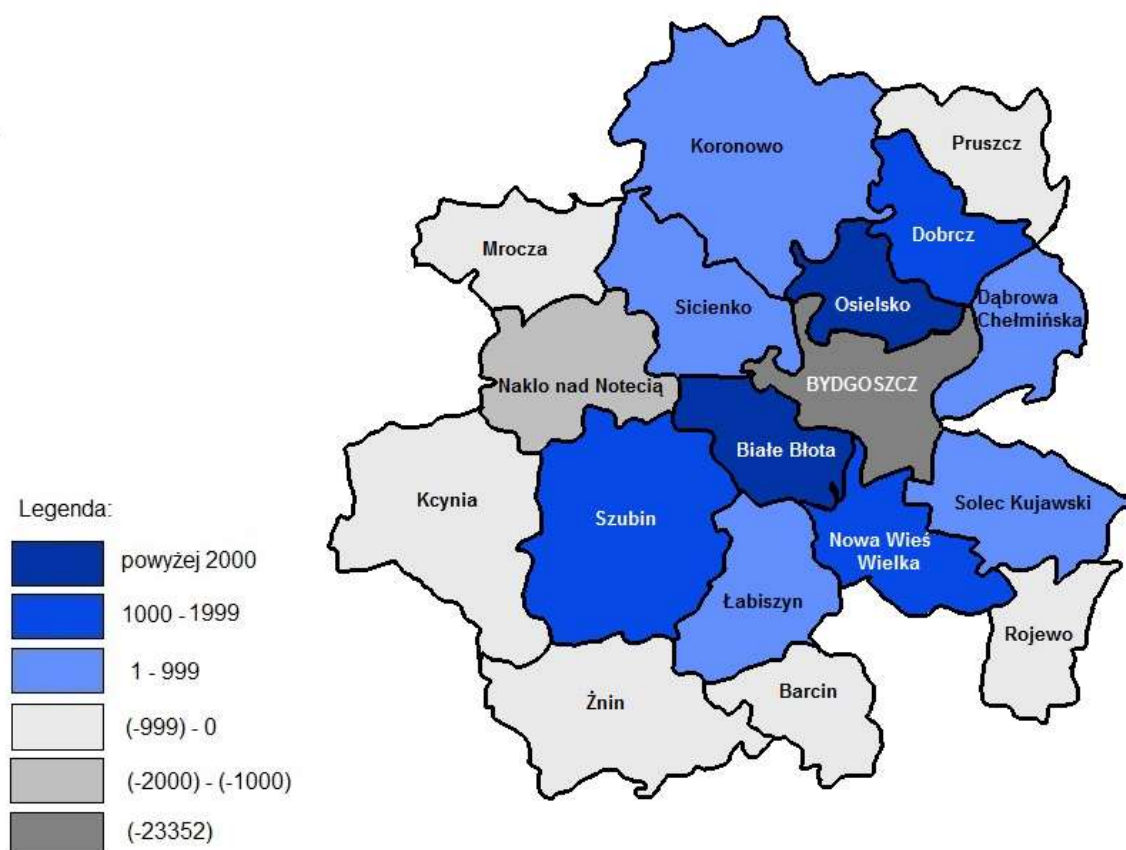 Koronowo
Pruszcz
Dobrcz
Mrocza
Sicienko
Osielsko
Dąbrowa
Chełmińska
Naklo nad Notecią
BYDGOSZCZ
Białe Błota
Kcynia
Szubin
Solec Kujawski
Nowa Wieś
Wielka
Łabiszyn
Rojewo
Żnin
Barcin
Legenda:
powyżej 2000
1000 - 1999
1 - 999
(-999) - 0
(-2000) - (-1000)
(-23352)